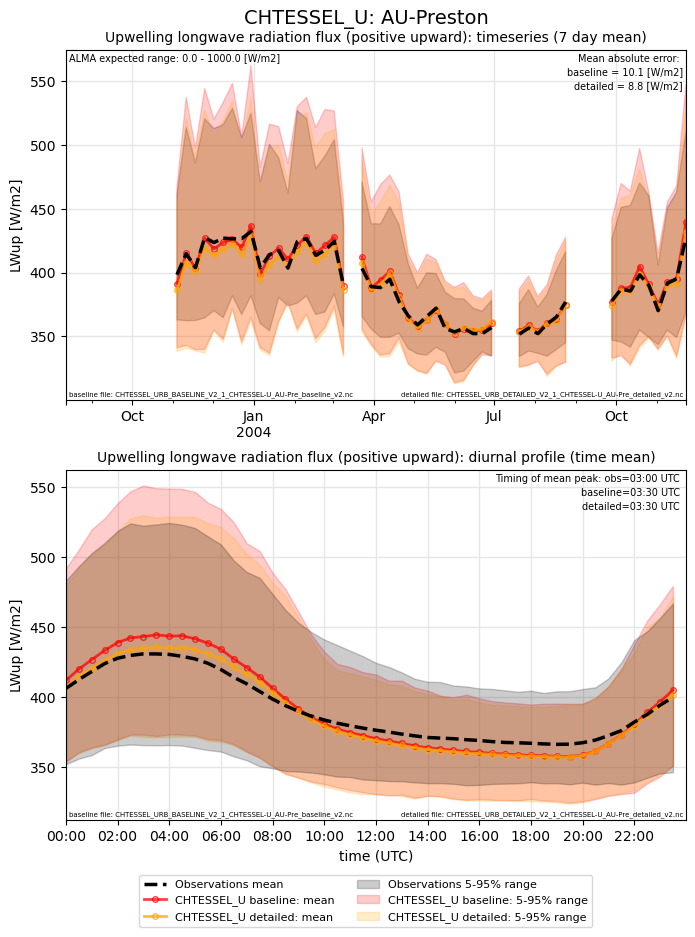 CHTESSEL_U: AU-Preston
Upwelling longwave radiation flux (positive upward): timeseries (7 day mean)
ALMA expected range: 0.0 - 1000.0 [W/m2]
Mean absolute error:
baseline = 10.1 [W/m2]
detailed = 8.8 [W/m2]
550
500
450
400
350
LWup [W/m2]
baseline file: CHTESSEL_URB_BASELINE_V2_1_CHTESSEL-U_AU-Pre_baseline_v2.nc
detailed file: CHTESSEL_URB_DETAILED_V2_1_CHTESSEL-U_AU-Pre_detailed_v2.nc
Oct Jan Apr Jul Oct
2004
Upwelling longwave radiation flux (positive upward): diurnal profile (time mean)
Timing of mean peak: obs=03:00 UTC
baseline=03:30 UTC
detailed=03:30 UTC
550
500
450
400
350
LWup [W/m2]
baseline file: CHTESSEL_URB_BASELINE_V2_1_CHTESSEL-U_AU-Pre_baseline_v2.nc
detailed file: CHTESSEL_URB_DETAILED_V2_1_CHTESSEL-U_AU-Pre_detailed_v2.nc
00:00 02:00 04:00 06:00 08:00 10:00 12:00 14:00 16:00 18:00 20:00 22:00
time (UTC)
Observations mean
CHTESSEL_U baseline: mean
CHTESSEL_U detailed: mean
Observations 5-95% range
CHTESSEL_U baseline: 5-95% range
CHTESSEL_U detailed: 5-95% range